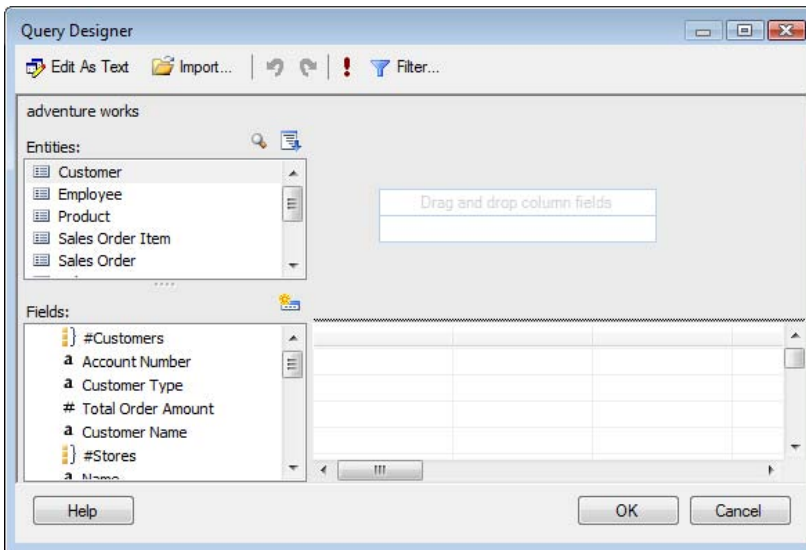 Query Designer
Edit As Text Import... Filter...
adventure works
Entities:
Customer
Employee
Product
Sales Order Item
Sales Order
Drag and drop column fields
Fields:
#Customers
a Account Number
a Customer Type
# Total Order Amount
a Customer Name
#Stores
a Name
Help OK Cancel